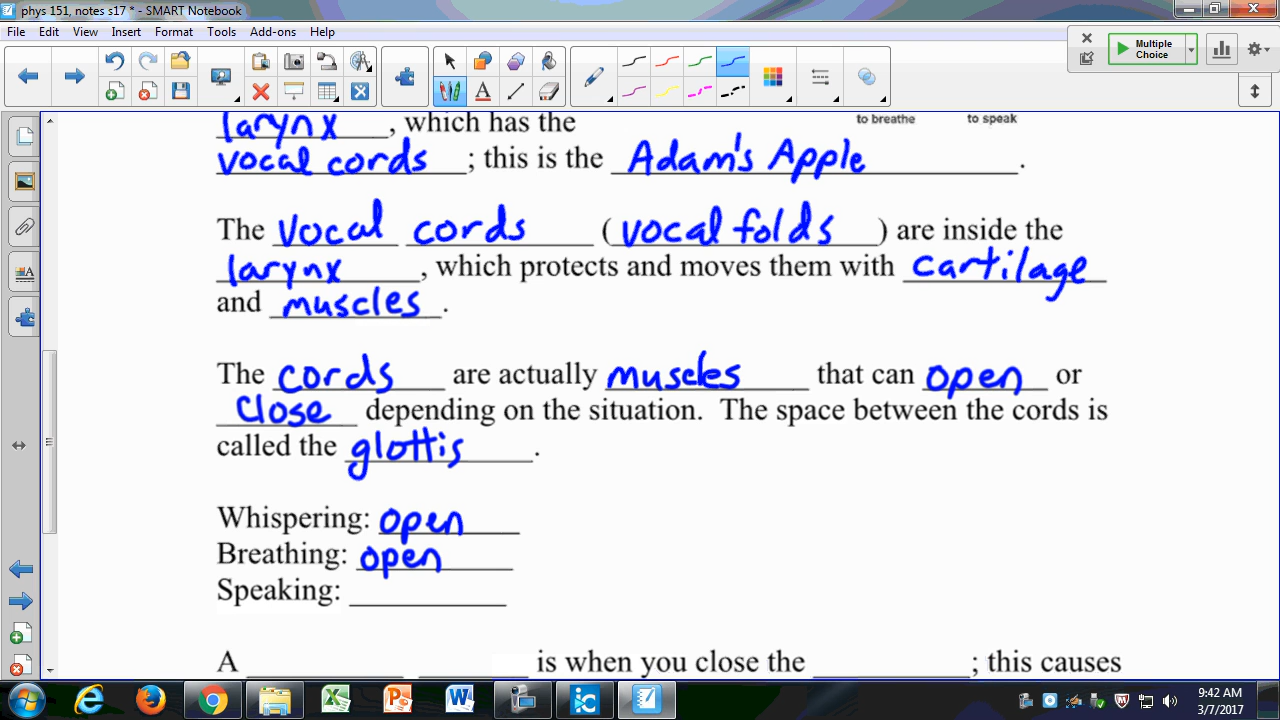 phys 151, notes s17 * - SMART Notebook
File Edit View Insert Format Tools Add-ons Help
Multiple Choice
to breathe to speak
larynx, which has the
vocal cords; this is the Adam's Apple.
The vocal cords (vocal folds) are inside the
larynx, which protects and moves them with cartilage
and muscles.
The cords are actually muscles that can open or
close depending on the situation. The space between the cords is
called the glottis.
Whispering: open
Breathing: open
Speaking: ___________
A ___________ ________ is when you close the ___________; this causes
9:42 AM
3/7/2017